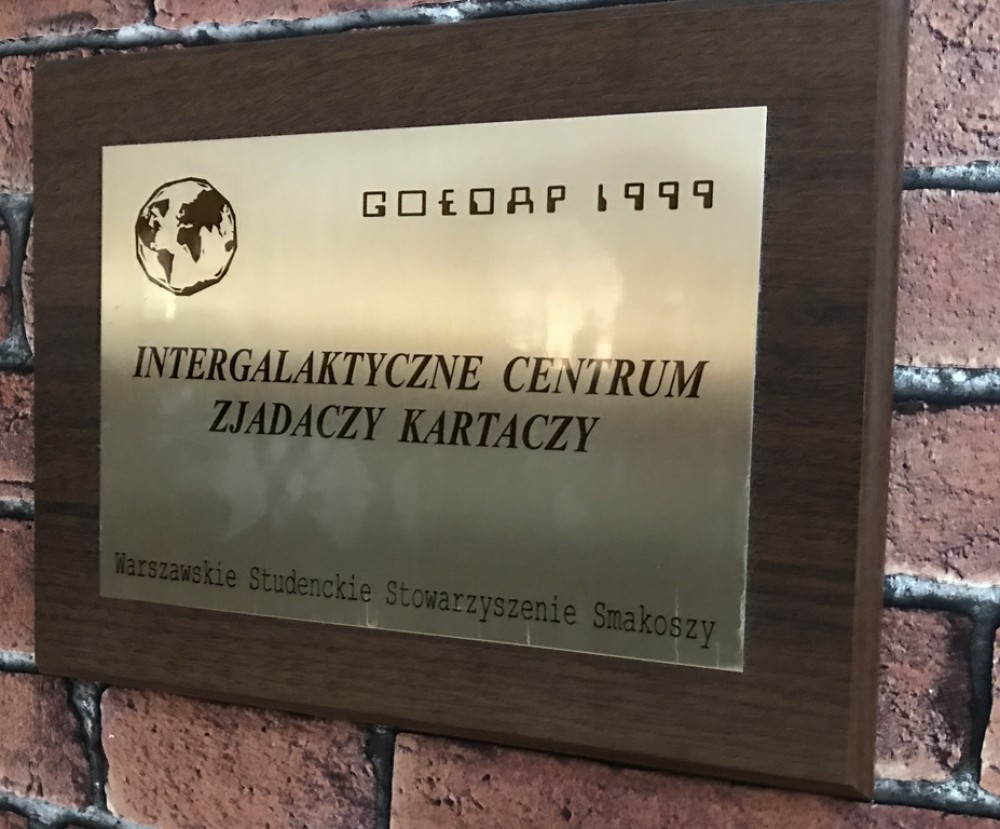 GOŁDAP 1999
INTERGALAKTYCZNE CENTRUM
ZJADACZY KARTACZY
Warszawskie Studenckie Stowarzyszenie Smakoszy